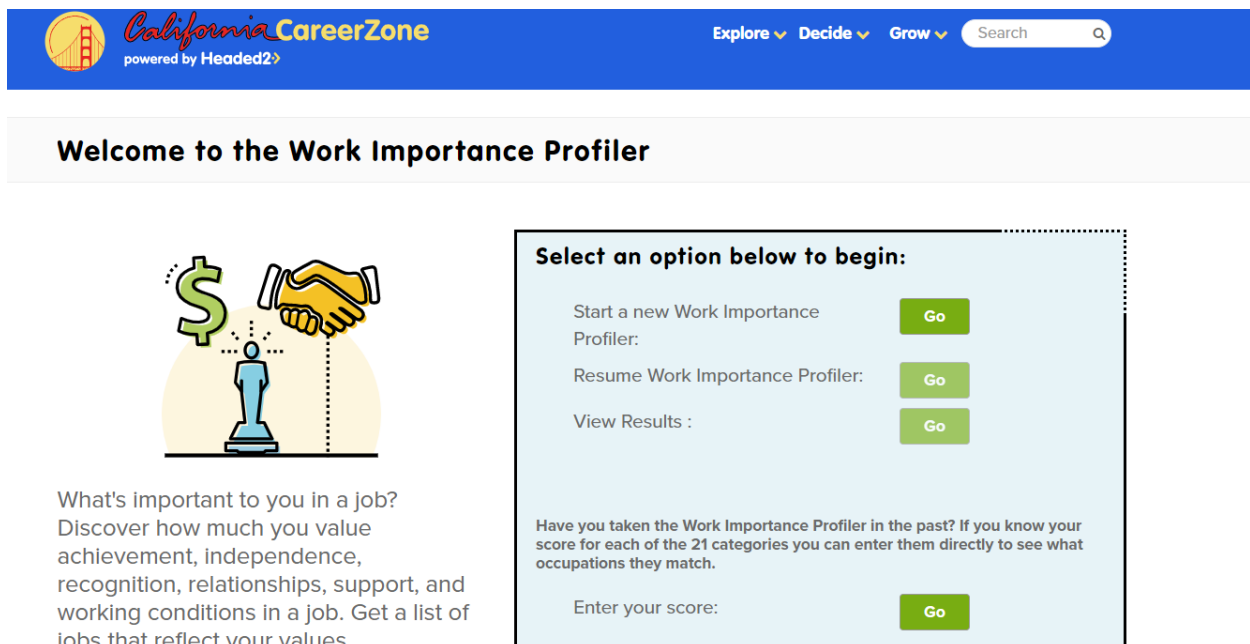 California CareerZone
powered by Headed2>
Explore Decide Grow Search
Welcome to the Work Importance Profiler
What's important to you in a job?
Discover how much you value
achievement, independence,
recognition, relationships, support, and
working conditions in a job. Get a list of
jobs that reflect your values.
Select an option below to begin:
Start a new Work Importance
Profiler:
Go
Resume Work Importance Profiler:
Go
View Results :
Go
Have you taken the Work Importance Profiler in the past? If you know your
score for each of the 21 categories you can enter them directly to see what
occupations they match.
Enter your score:
Go